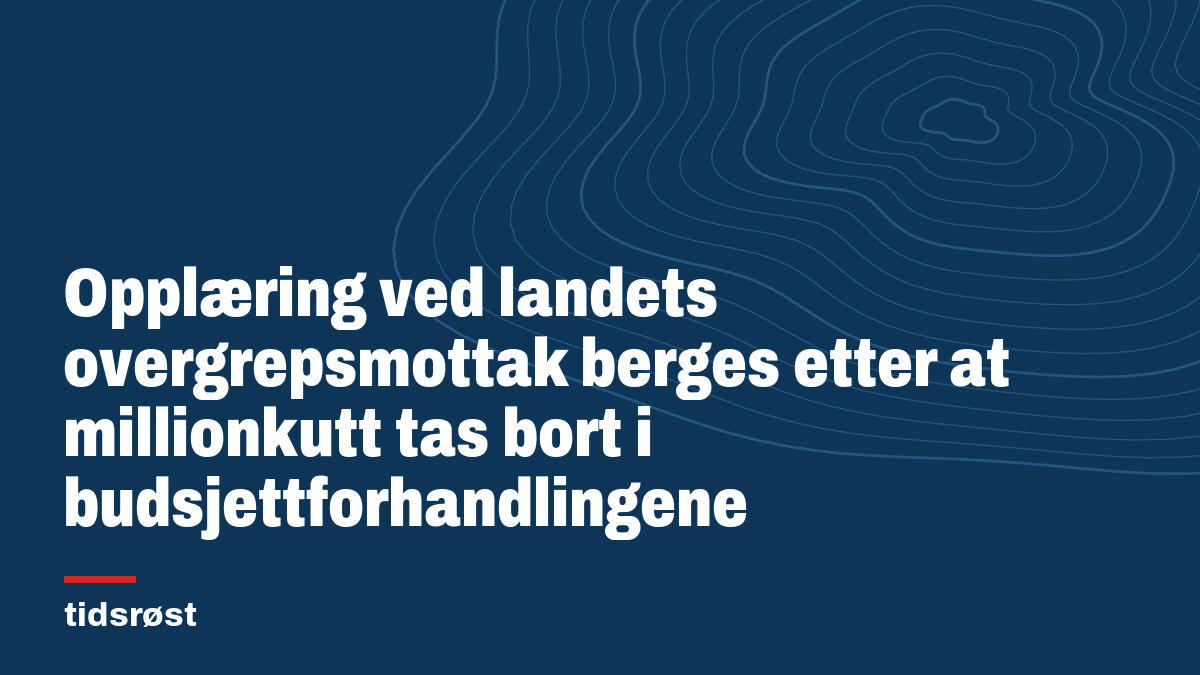 Opplæring ved landets
overgrepsmottak berges etter at
millionkutt tas bort i
budsjettforhandlingene
tidsrøst